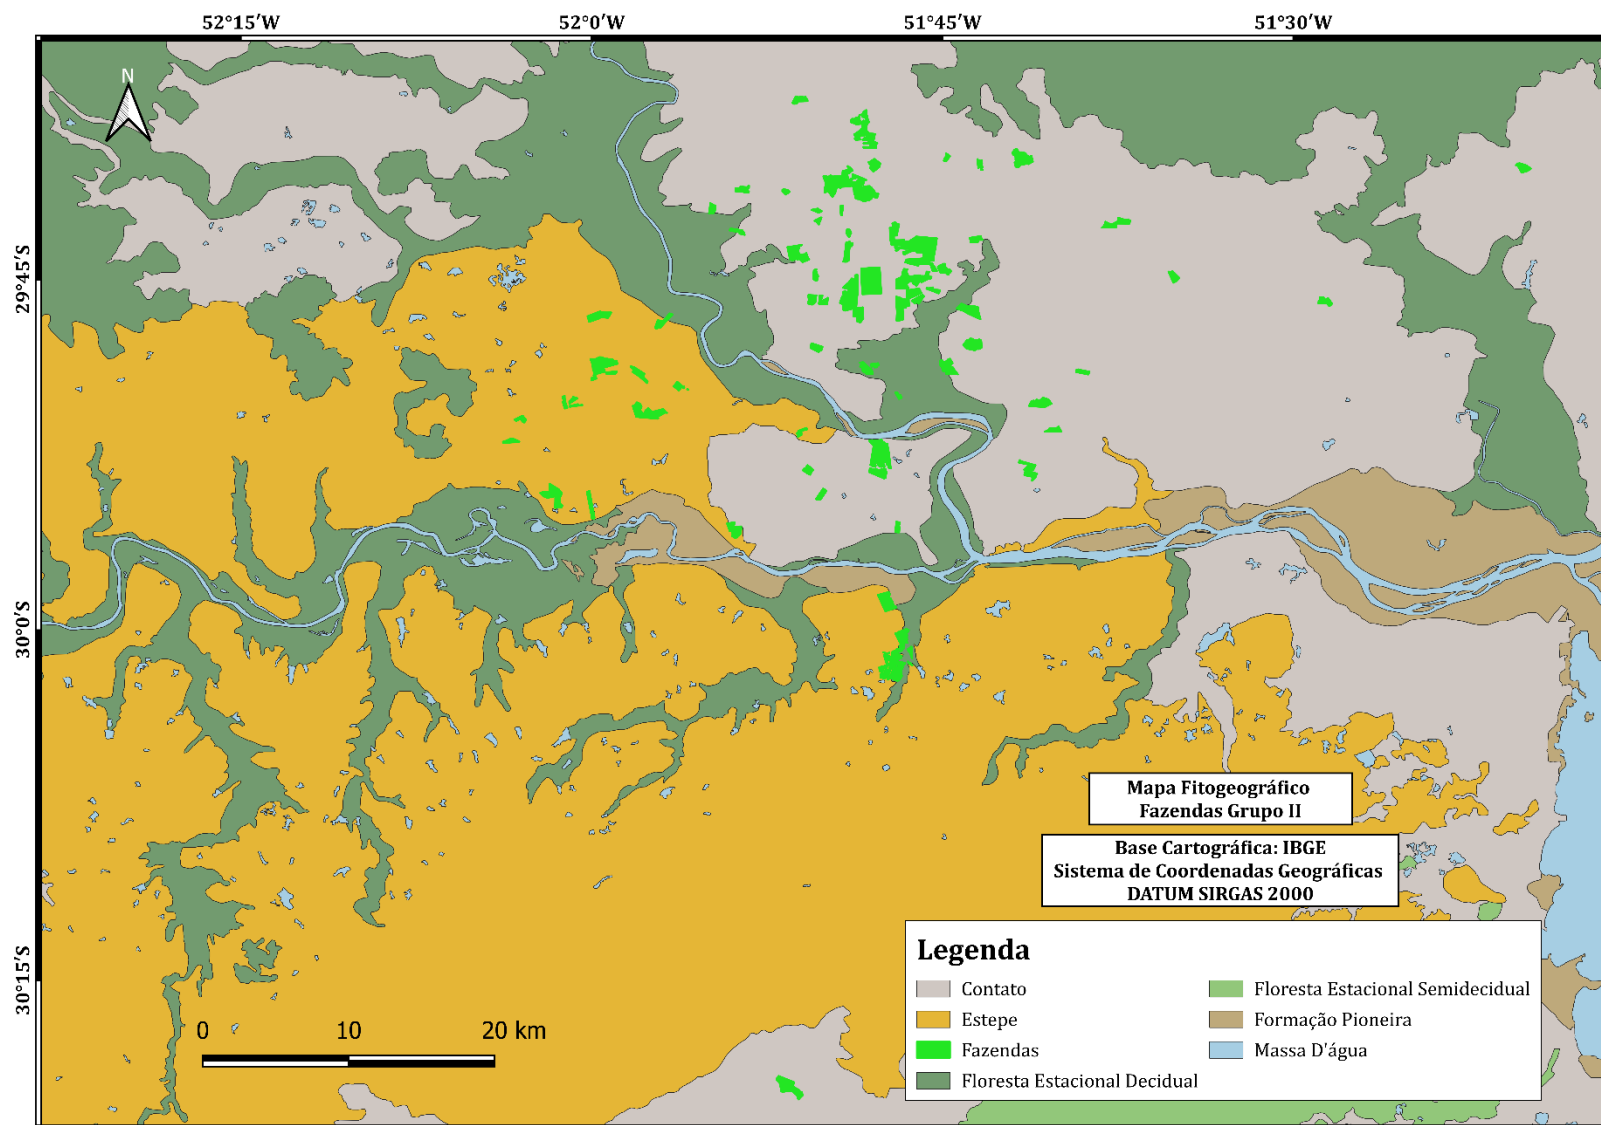 52°15'W 52°0'W 51°45'W 51°30'W
N
29°45'S
30°0'S
30°15'S
Mapa Fitogeográfico
Fazendas Grupo II
Base Cartográfica: IBGE
Sistema de Coordenadas Geográficas
DATUM SIRGAS 2000
Legenda
Contato
Estepe
Fazendas
Floresta Estacional Decidual
Floresta Estacional Semidecidual
Formação Pioneira
Massa D'água
0 10 20 km